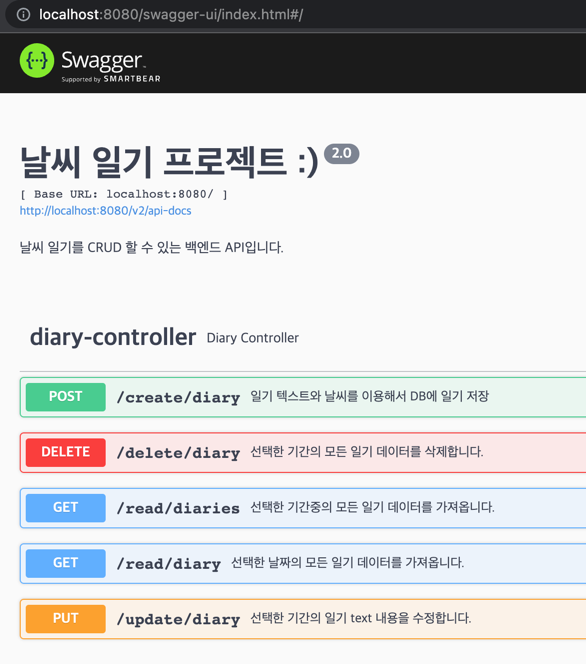 localhost:8080/swagger-ui/index.html#/
{···} Swagger
Supported by SMARTBEAR
날씨 일기 프로젝트 :) 2.0
[ Base URL: localhost:8080/ ]
http://localhost:8080/v2/api-docs
날씨 일기를 CRUD 할 수 있는 백엔드 API입니다.
diary-controller Diary Controller
POST /create/diary 일기 텍스트와 날씨를 이용해서 DB에 일기 저장
DELETE /delete/diary 선택한 기간의 모든 일기 데이터를 삭제합니다.
GET /read/diaries 선택한 기간중의 모든 일기 데이터를 가져옵니다.
GET /read/diary 선택한 날짜의 모든 일기 데이터를 가져옵니다.
PUT /update/diary 선택한 기간의 일기 text 내용을 수정합니다.